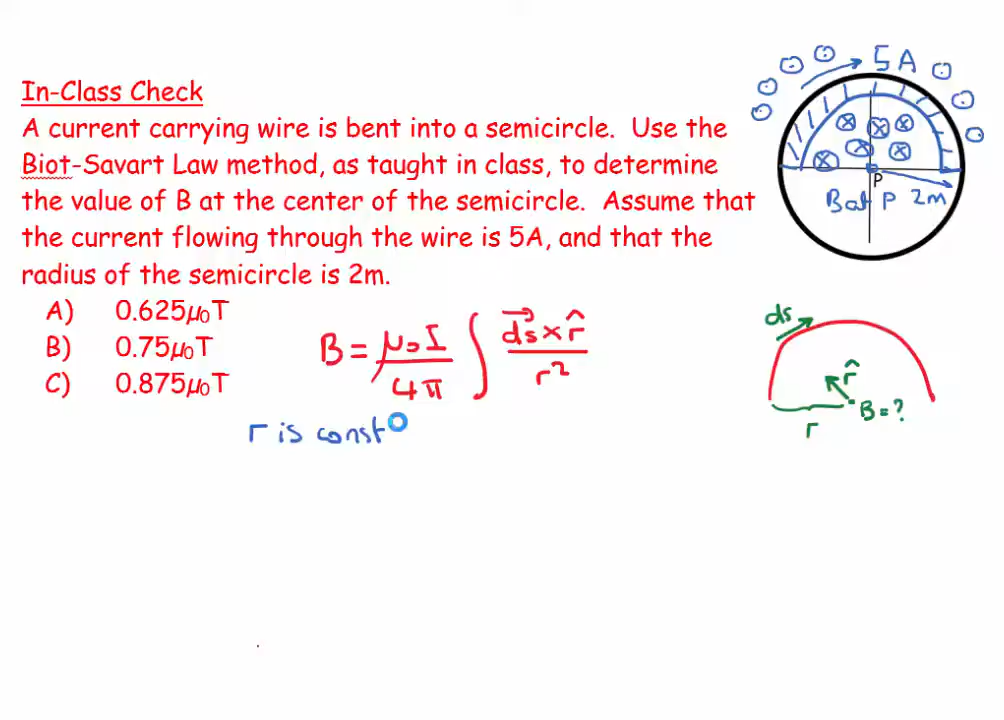 In-Class Check
A current carrying wire is bent into a semicircle. Use the
Biot-Savart Law method, as taught in class, to determine
the value of B at the center of the semicircle. Assume that
the current flowing through the wire is 5A, and that the
radius of the semicircle is 2m.
A) 0.625μ₀T
B) 0.75μ₀T
C) 0.875μ₀T
B = μ₀I / 4π ∫ d⃗s × r̂ / r²
r is const
5 A
P
B at P 2m
ds
r̂
B = ?
r